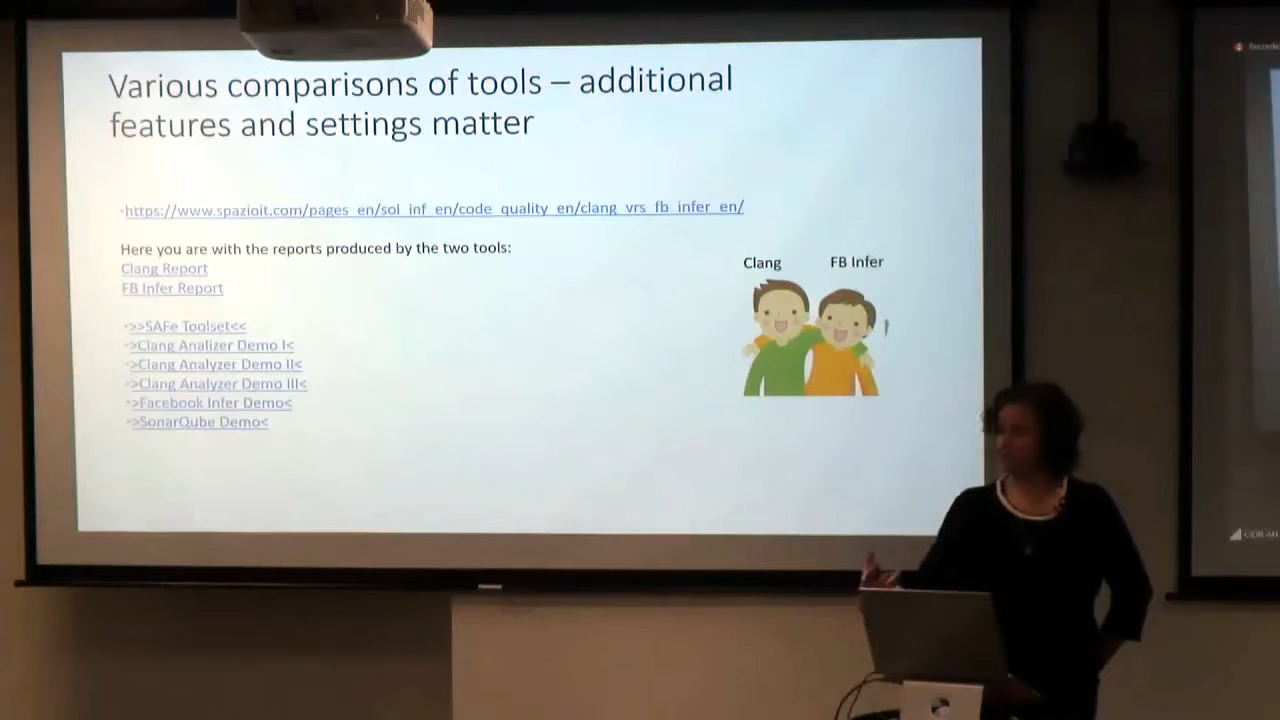 Various comparisons of tools – additional
features and settings matter
https://www.spazioit.com/pages_en/sol_inf_en/code_quality_en/clang_vrs_fb_infer_en/
Here you are with the reports produced by the two tools:
Clang Report
FB Infer Report
Clang FB Infer
>>SAFe Toolset<<
>Clang Analizer Demo I<
>Clang Analyzer Demo II<
>Clang Analyzer Demo III<
>Facebook Infer Demo<
>SonarQube Demo<